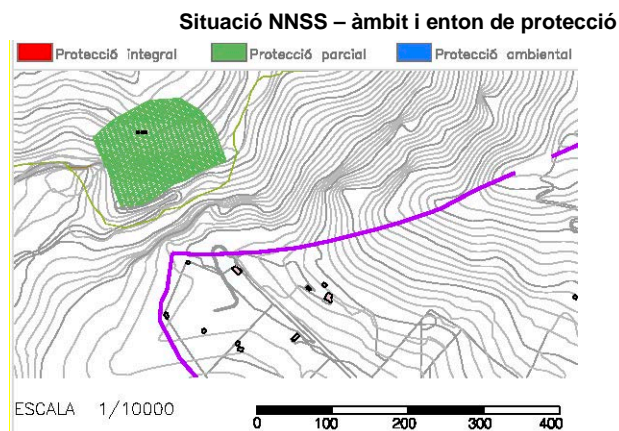 Situació NNSS – àmbit i enton de protecció
Protecció integral Protecció parcial Protecció ambiental
ESCALA 1/10000
0 100 200 300 400